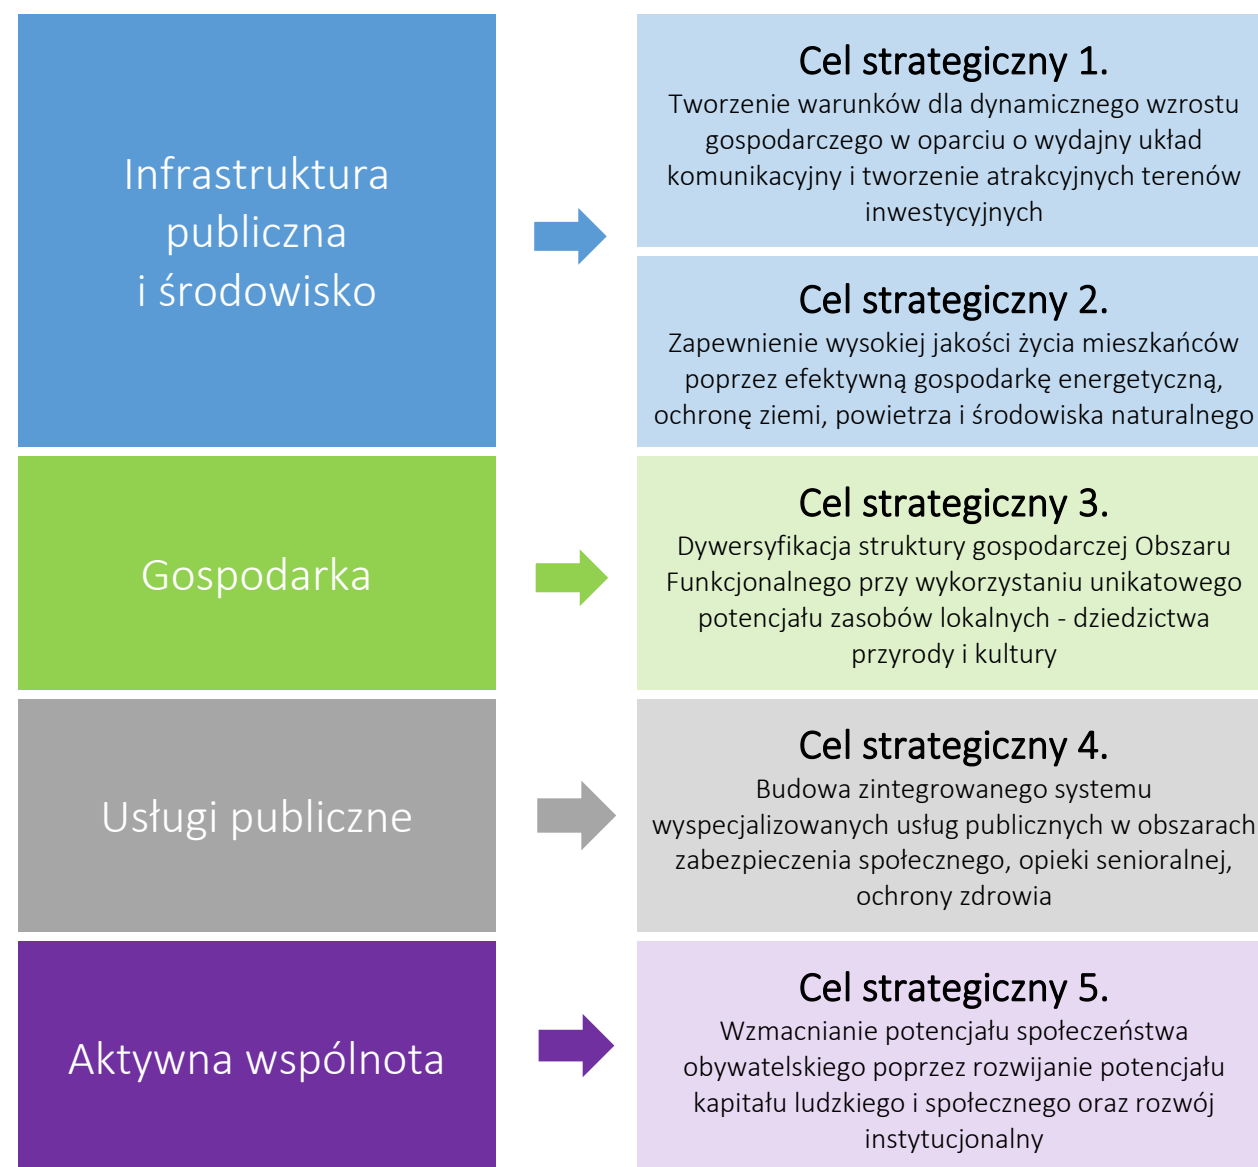 Infrastruktura
publiczna
i środowisko
Cel strategiczny 1.
Tworzenie warunków dla dynamicznego wzrostu
gospodarczego w oparciu o wydajny układ
komunikacyjny i tworzenie atrakcyjnych terenów
inwestycyjnych
Cel strategiczny 2.
Zapewnienie wysokiej jakości życia mieszkańców
poprzez efektywną gospodarkę energetyczną,
ochronę ziemi, powietrza i środowiska naturalnego
Gospodarka
Cel strategiczny 3.
Dywersyfikacja struktury gospodarczej Obszaru
Funkcjonalnego przy wykorzystaniu unikatowego
potencjału zasobów lokalnych - dziedzictwa
przyrody i kultury
Usługi publiczne
Cel strategiczny 4.
Budowa zintegrowanego systemu
wyspecjalizowanych usług publicznych w obszarach
zabezpieczenia społecznego, opieki senioralnej,
ochrony zdrowia
Aktywna wspólnota
Cel strategiczny 5.
Wzmacnianie potencjału społeczeństwa
obywatelskiego poprzez rozwijanie potencjału
kapitału ludzkiego i społecznego oraz rozwój
instytucjonalny